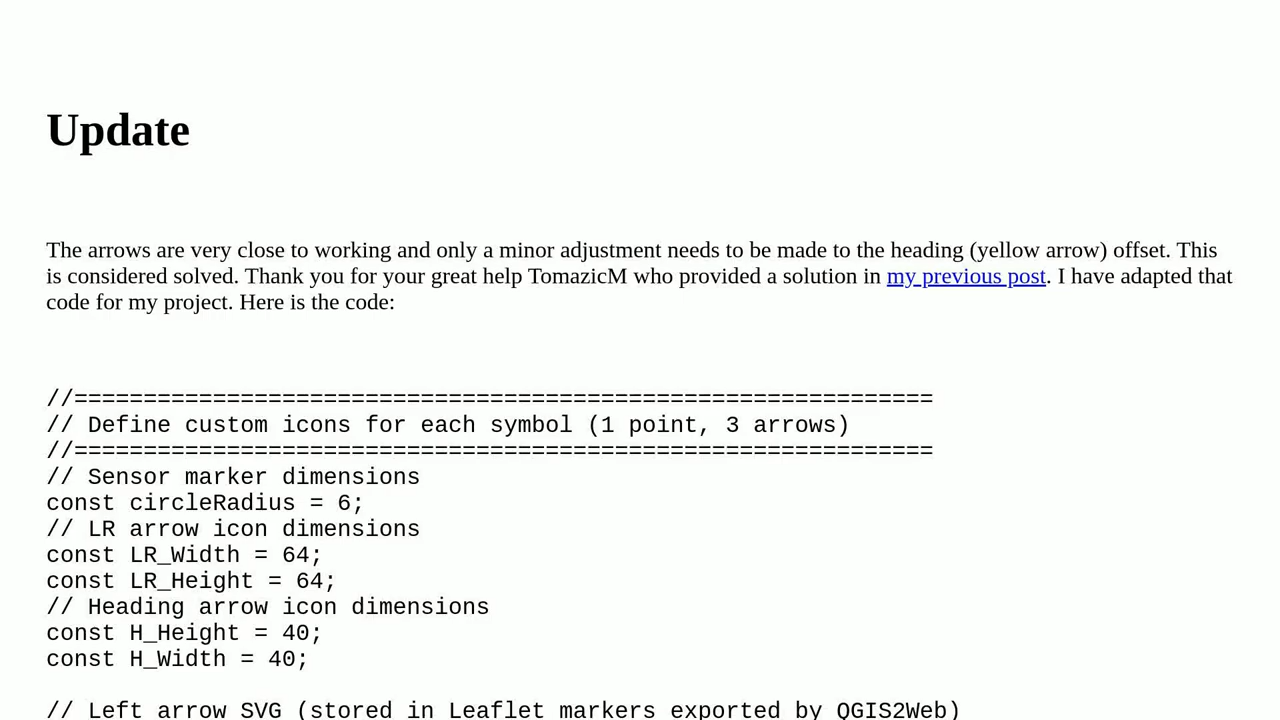 Update
The arrows are very close to working and only a minor adjustment needs to be made to the heading (yellow arrow) offset. This
is considered solved. Thank you for your great help TomazicM who provided a solution in my previous post. I have adapted that
code for my project. Here is the code:
//==============================================================
// Define custom icons for each symbol (1 point, 3 arrows)
//==============================================================
// Sensor marker dimensions
const circleRadius = 6;
// LR arrow icon dimensions
const LR_Width = 64;
const LR_Height = 64;
// Heading arrow icon dimensions
const H_Height = 40;
const H_Width = 40;
// Left arrow SVG (stored in Leaflet markers exported by QGIS2Web)